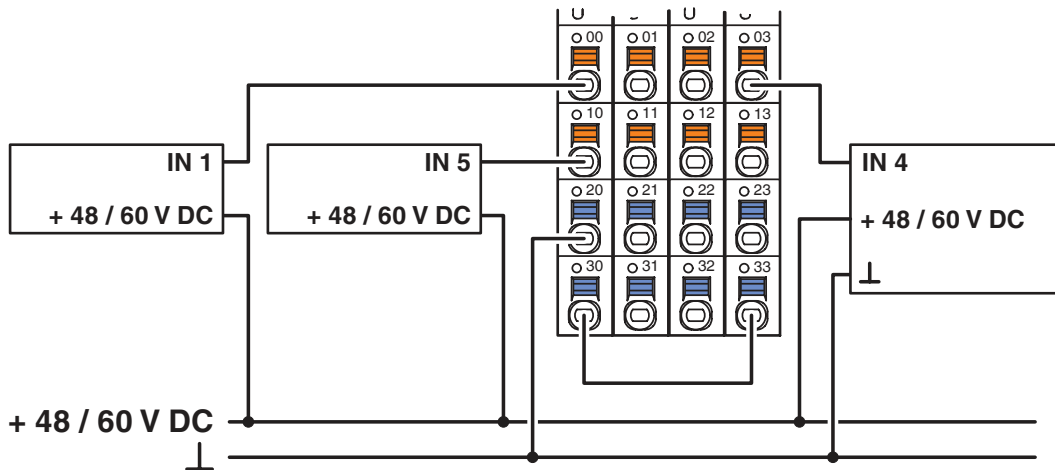 00 01 02 03
10 11 12 13
IN 1
IN 5
IN 4
+ 48 / 60 V DC
+ 48 / 60 V DC
+ 48 / 60 V DC
20 21 22 23
30 31 32 33
+ 48 / 60 V DC